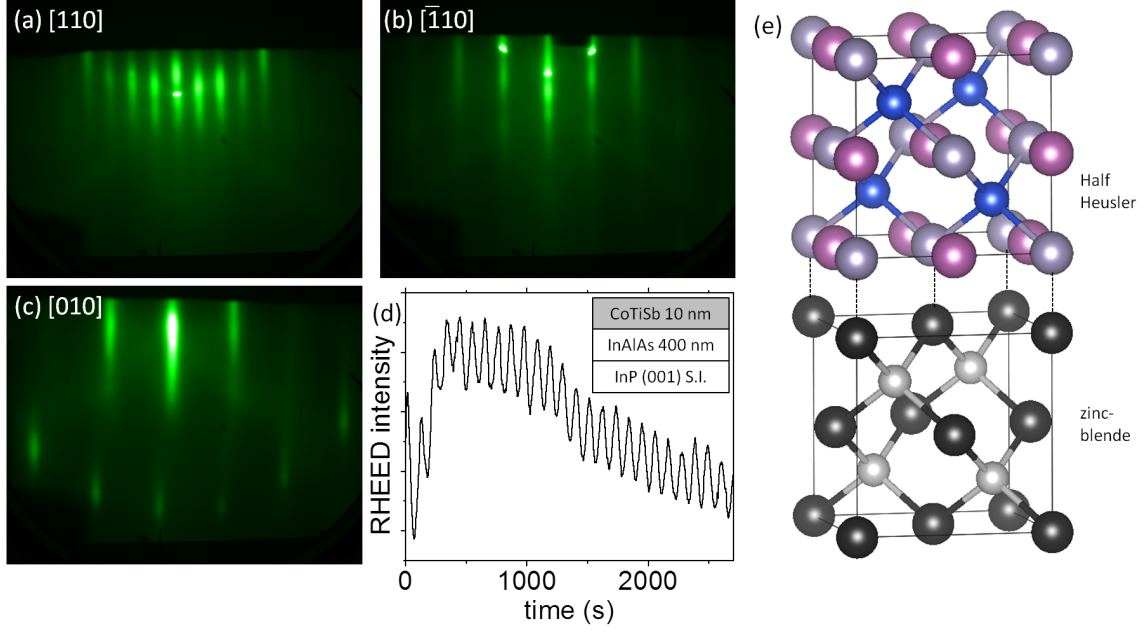 (a) [110]
(b) [1̅10]
(e)
(c) [010]
(d)
CoTiSb 10 nm
InAlAs 400 nm
InP (001) S.I.
RHEED intensity
0
1000
2000
time (s)
Half
Heusler
zinc-
blende